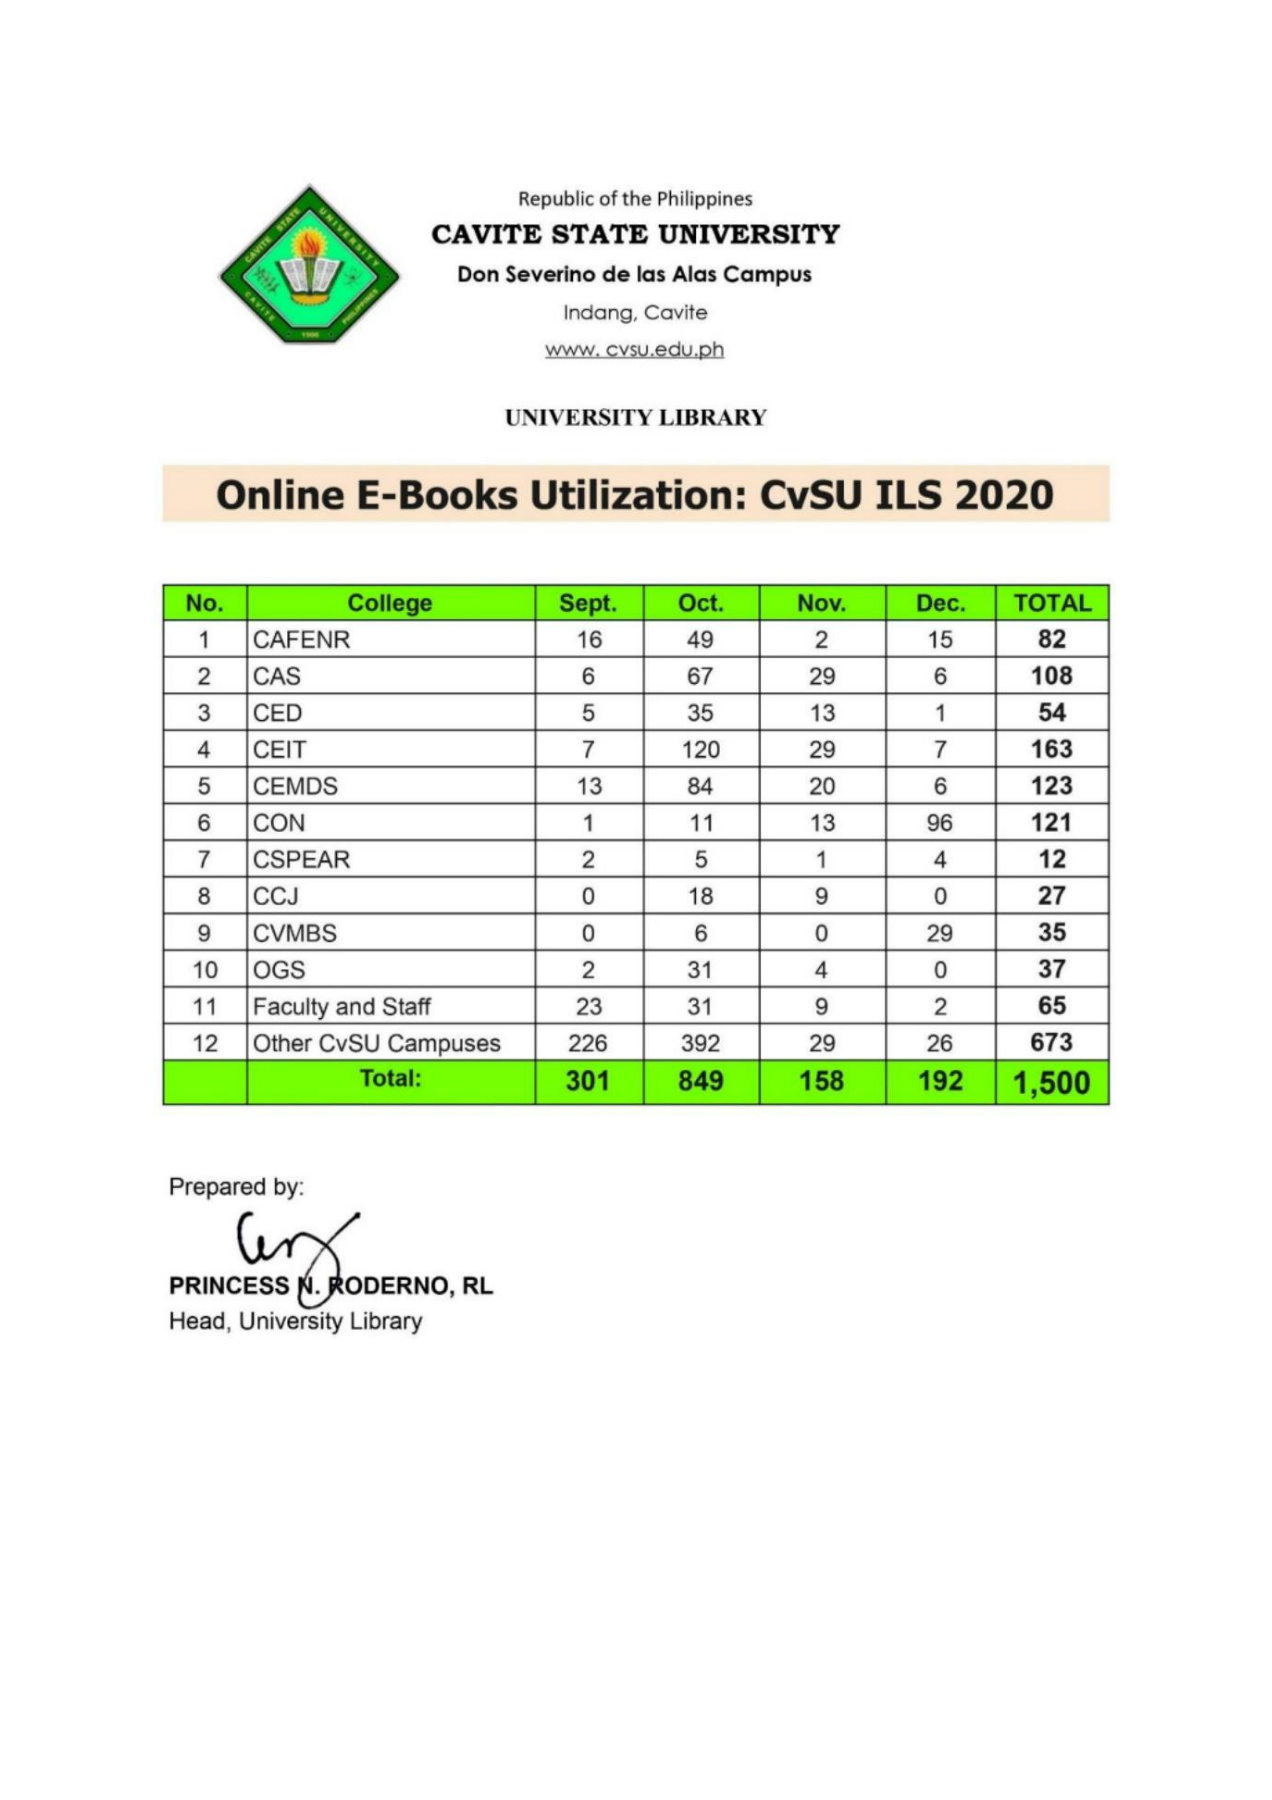 Republic of the Philippines
CAVITE STATE UNIVERSITY
Don Severino de las Alas Campus
Indang, Cavite
www. cvsu.edu.ph
CAVITE STATE UNIVERSITY
CAVITE 1906 PHILIPPINES
UNIVERSITY LIBRARY
Online E-Books Utilization: CvSU ILS 2020
No. College Sept. Oct. Nov. Dec. TOTAL
1 CAFENR 16 49 2 15 82
2 CAS 6 67 29 6 108
3 CED 5 35 13 1 54
4 CEIT 7 120 29 7 163
5 CEMDS 13 84 20 6 123
6 CON 1 11 13 96 121
7 CSPEAR 2 5 1 4 12
8 CCJ 0 18 9 0 27
9 CVMBS 0 6 0 29 35
10 OGS 2 31 4 0 37
11 Faculty and Staff 23 31 9 2 65
12 Other CvSU Campuses 226 392 29 26 673
Total: 301 849 158 192 1,500
Prepared by:
PRINCESS N. RODERNO, RL
Head, University Library